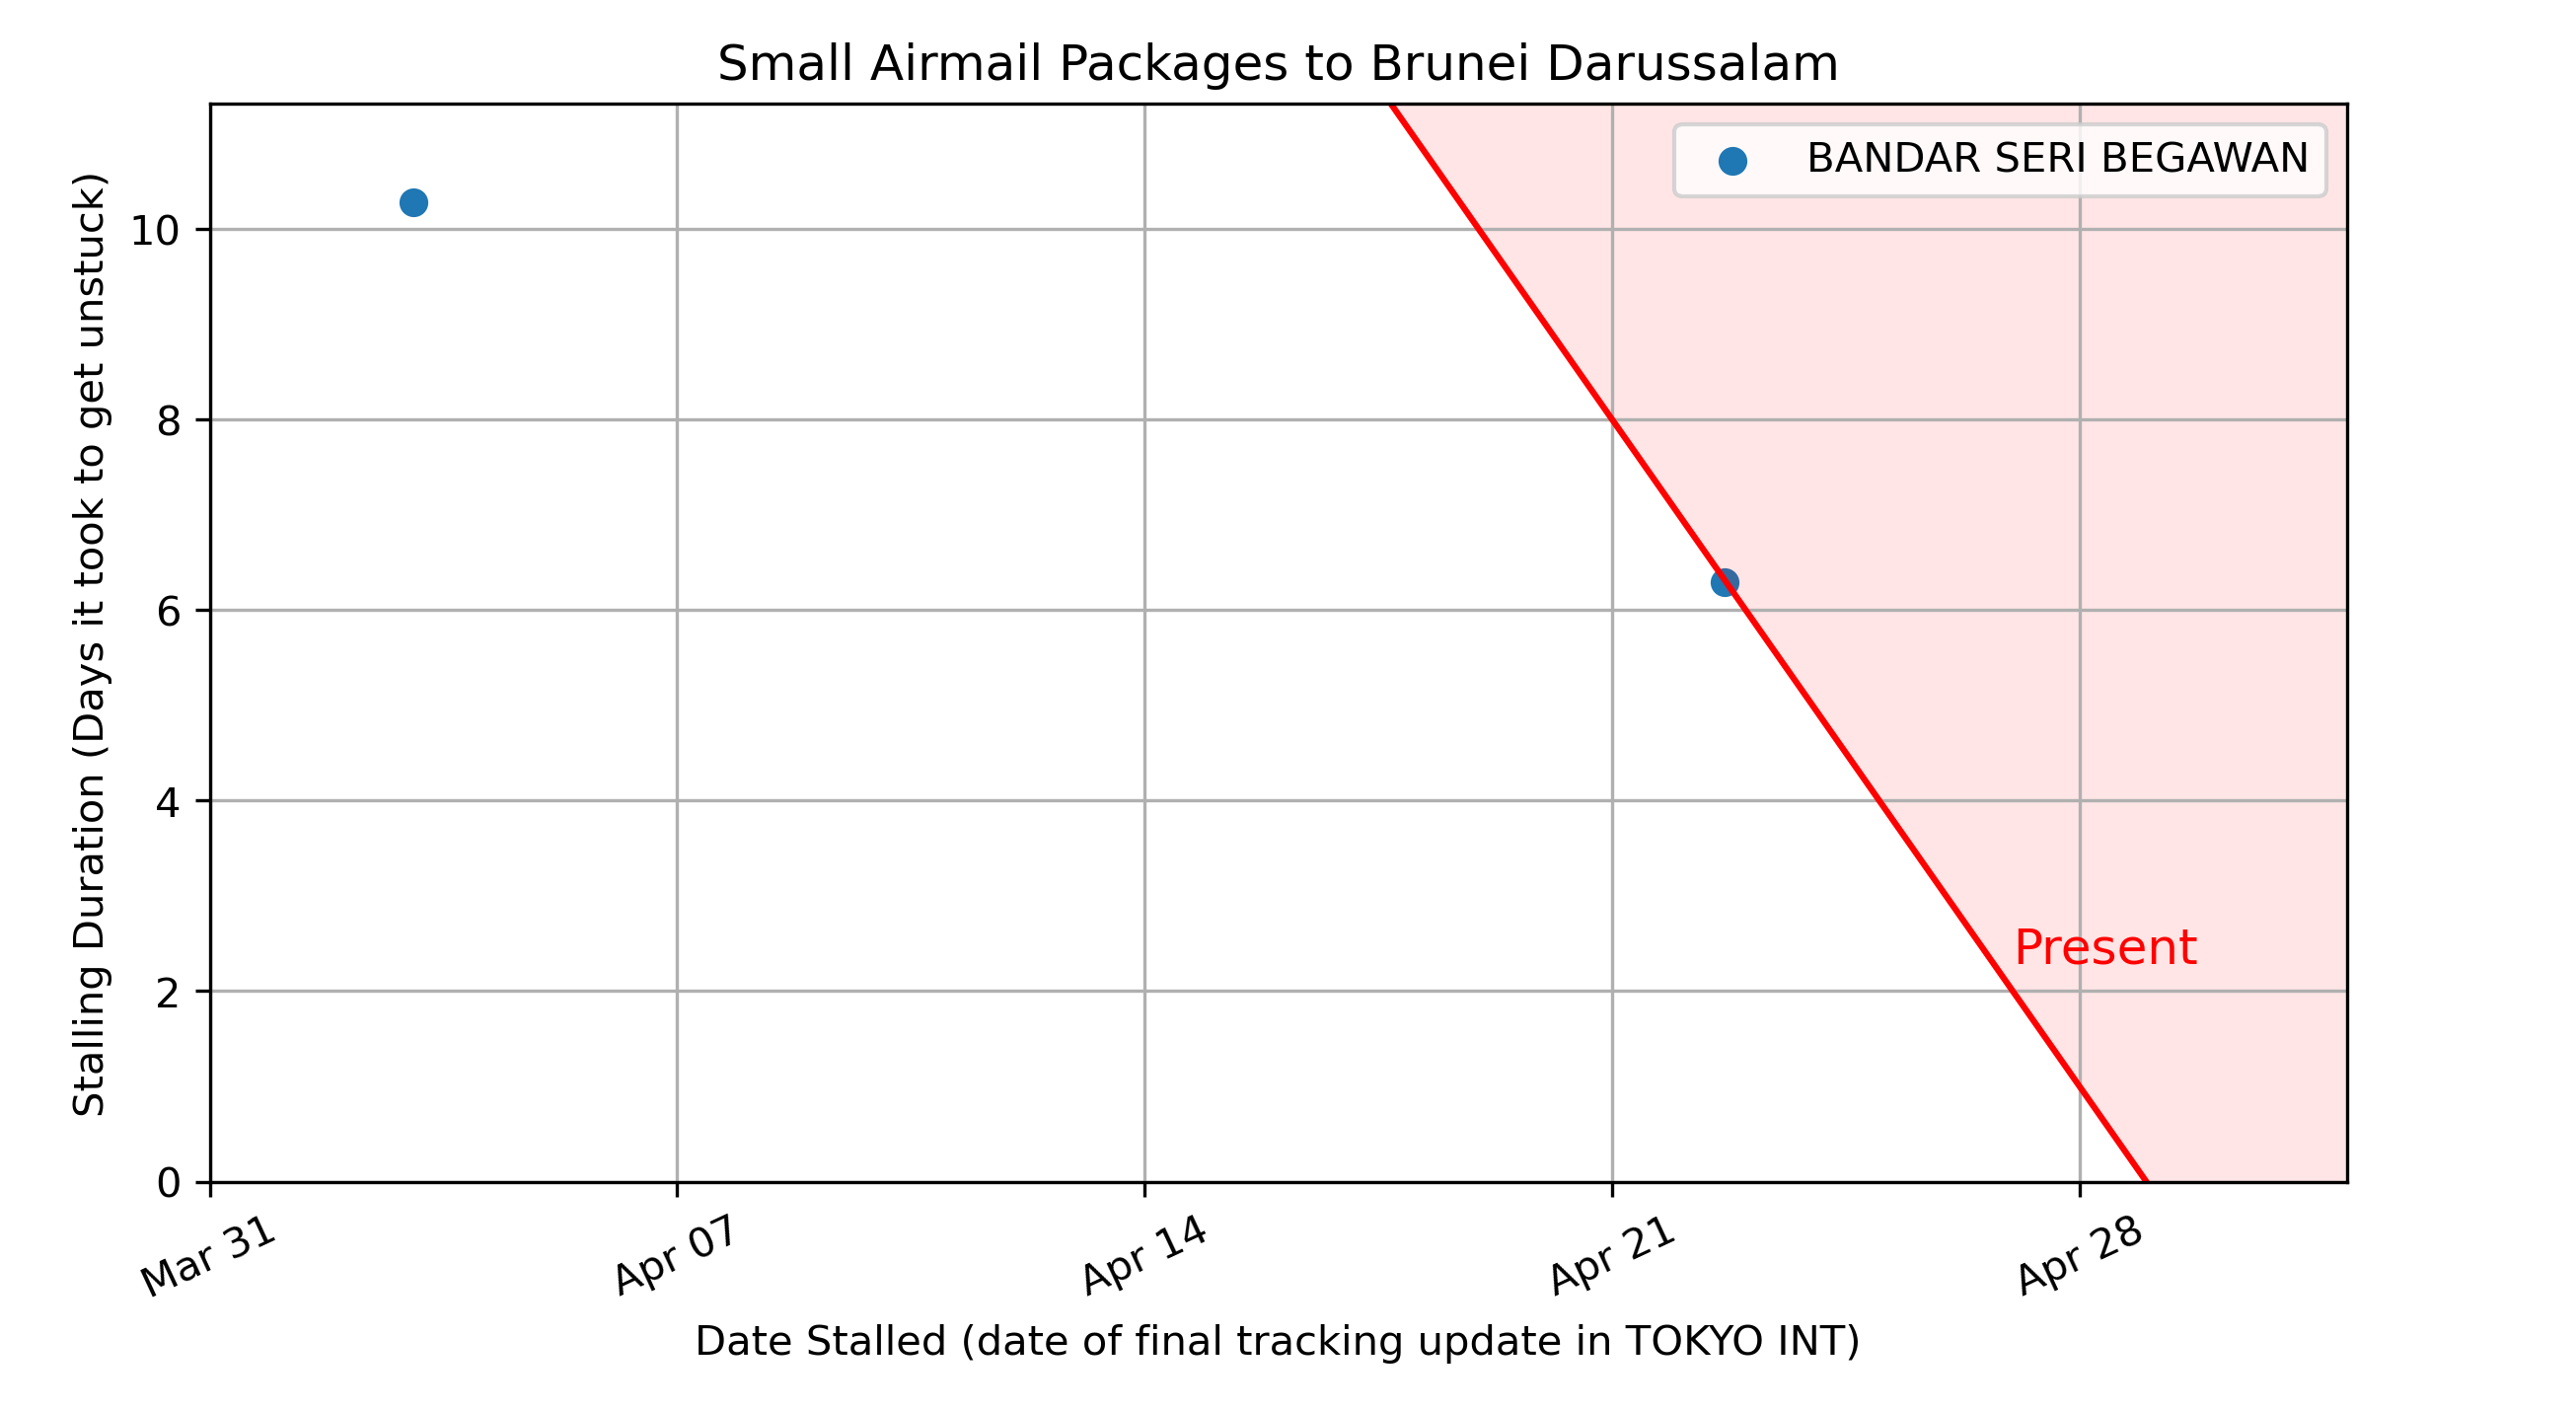 Small Airmail Packages to Brunei Darussalam
BANDAR SERI BEGAWAN
Stalling Duration (Days it took to get unstuck)
10
8
6
4
2
0
Present
Mar 31
Apr 07
Apr 14
Apr 21
Apr 28
Date Stalled (date of final tracking update in TOKYO INT)